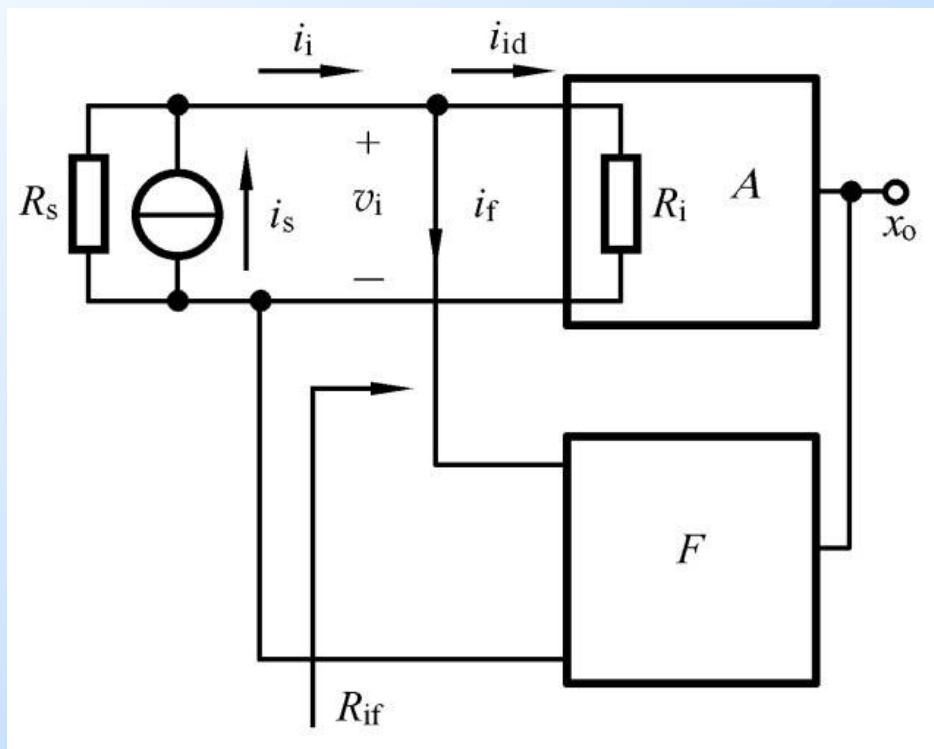 i_i
i_id
R_s
i_s
+
v_i
−
i_f
R_i
A
x_o
F
R_if